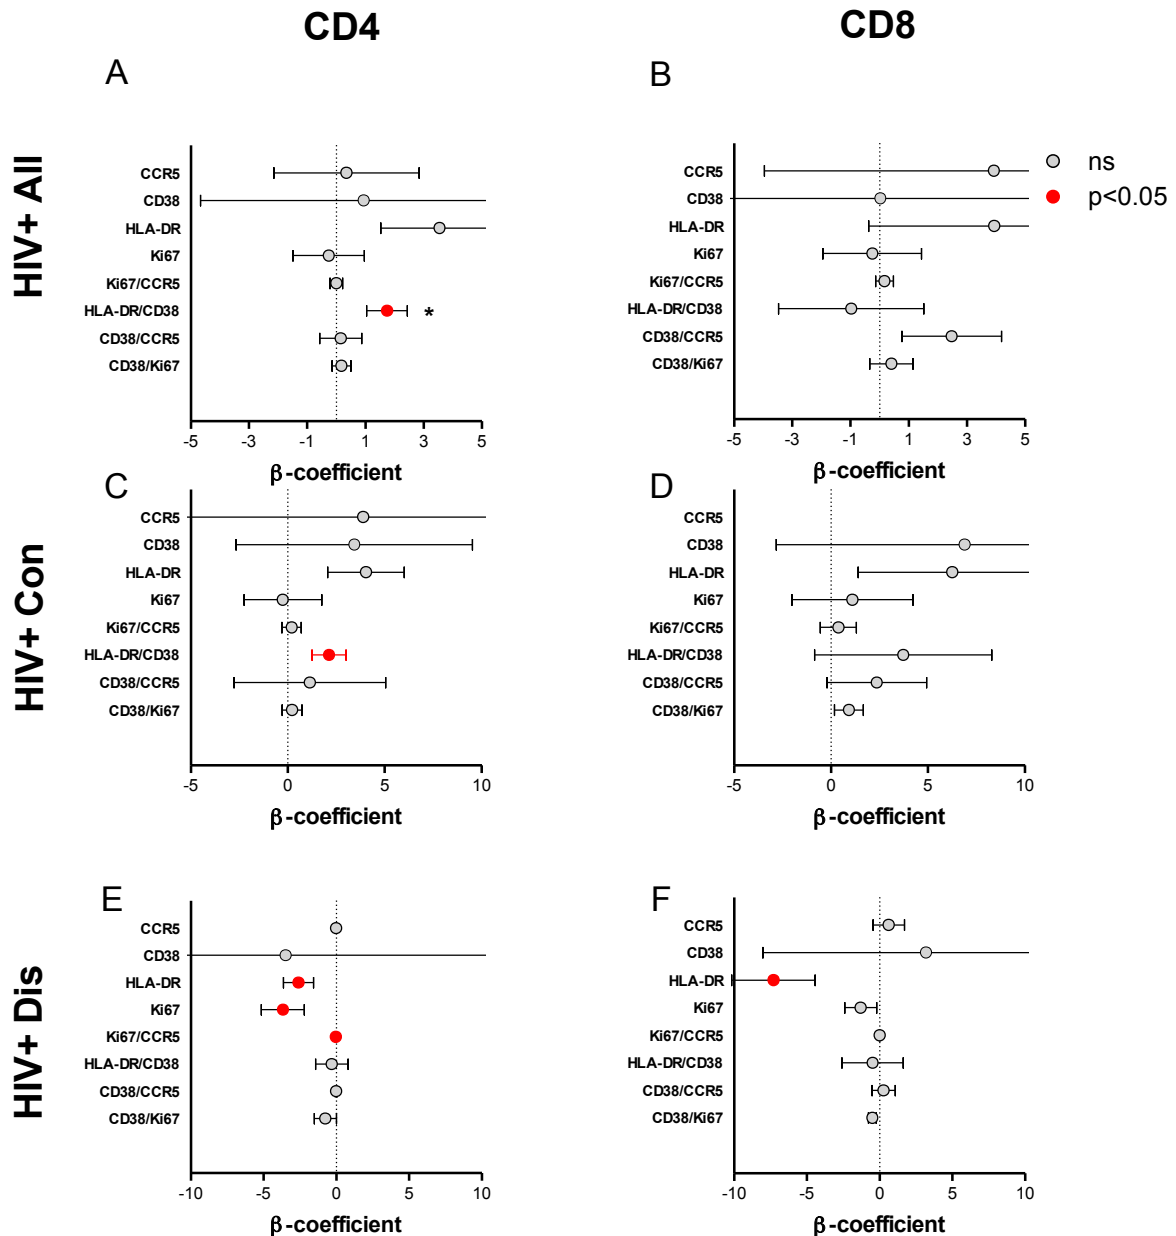 CD4
CD8
A
B
HIV+ All
CCR5
CD38
HLA-DR
Ki67
Ki67/CCR5
HLA-DR/CD38
*
CD38/CCR5
CD38/Ki67
-5 -3 -1 1 3 5
β-coefficient
CCR5
CD38
HLA-DR
Ki67
Ki67/CCR5
HLA-DR/CD38
CD38/CCR5
CD38/Ki67
-5 -3 -1 1 3 5
β-coefficient
ns
p<0.05
C
D
HIV+ Con
CCR5
CD38
HLA-DR
Ki67
Ki67/CCR5
HLA-DR/CD38
CD38/CCR5
CD38/Ki67
-5 0 5 10
β-coefficient
CCR5
CD38
HLA-DR
Ki67
Ki67/CCR5
HLA-DR/CD38
CD38/CCR5
CD38/Ki67
-5 0 5 10
β-coefficient
E
F
HIV+ Dis
CCR5
CD38
HLA-DR
Ki67
Ki67/CCR5
HLA-DR/CD38
CD38/CCR5
CD38/Ki67
-10 -5 0 5 10
β-coefficient
CCR5
CD38
HLA-DR
Ki67
Ki67/CCR5
HLA-DR/CD38
CD38/CCR5
CD38/Ki67
-10 -5 0 5 10
β-coefficient